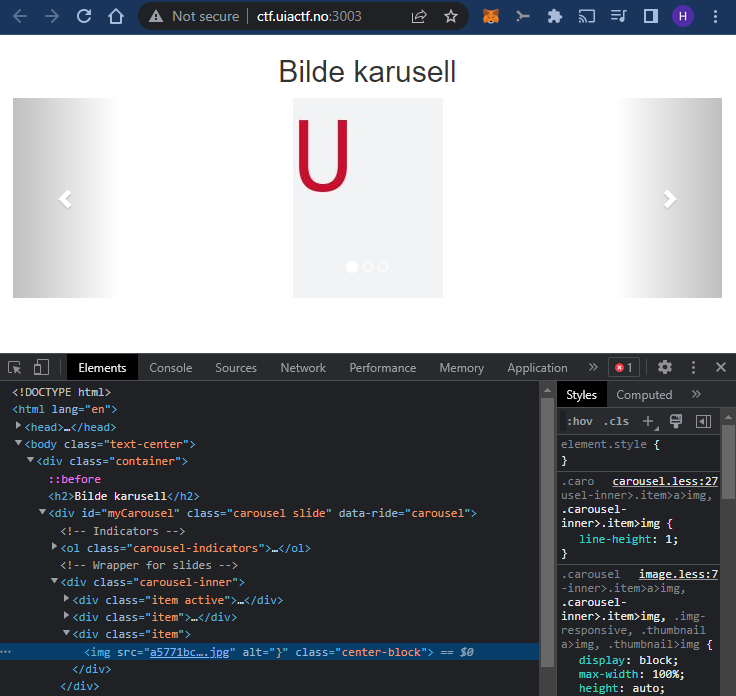 Not secure
ctf.uiactf.no:3003
H
Bilde karusell
U
Elements
Console
Sources
Network
Performance
Memory
Application
»
1
<!DOCTYPE html>
<html lang="en">
<head>…</head>
<body class="text-center">
<div class="container">
::before
<h2>Bilde karusell</h2>
<div id="myCarousel" class="carousel slide" data-ride="carousel">
<!-- Indicators -->
<ol class="carousel-indicators">…</ol>
<!-- Wrapper for slides -->
<div class="carousel-inner">
<div class="item active">…</div>
<div class="item">…</div>
<div class="item">
… <img src="a5771bc….jpg" alt="}" class="center-block"> == $0
</div>
</div>
Styles
Computed
»
:hov .cls +
element.style {
}
.caro carousel.less:27
usel-inner>.item>a>img,
.carousel-
inner>.item>img {
line-height: 1;
}
.carousel image.less:7
-inner>.item>a>img,
.carousel-
inner>.item>img, .img-
responsive, .thumbnail
a>img, .thumbnail>img {
display: block;
max-width: 100%;
height: auto;